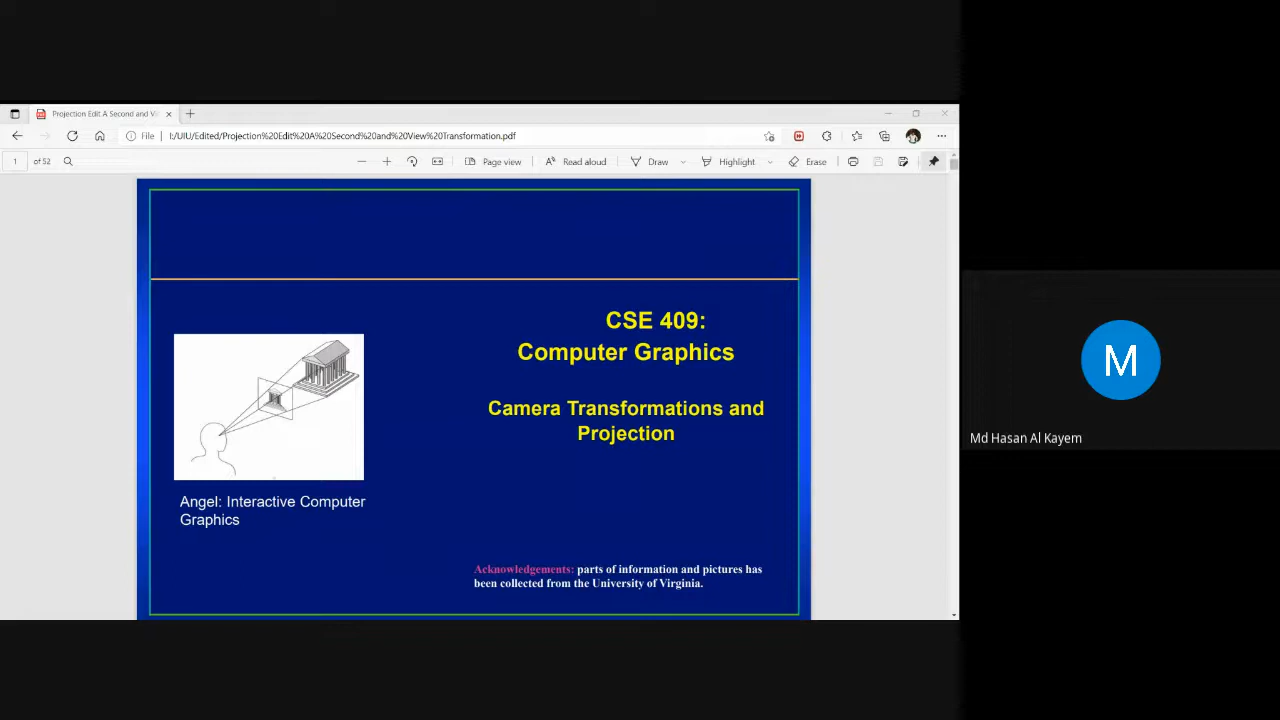 Projection Edit A Second and Vi
File
I:/UIU/Edited/Projection%20Edit%20A%20Second%20and%20View%20Transformation.pdf
1 of 52
Page view
Read aloud
Draw
Highlight
Erase
CSE 409:
Computer Graphics
Camera Transformations and
Projection
Angel: Interactive Computer
Graphics
Acknowledgements: parts of information and pictures has
been collected from the University of Virginia.
M
Md Hasan Al Kayem